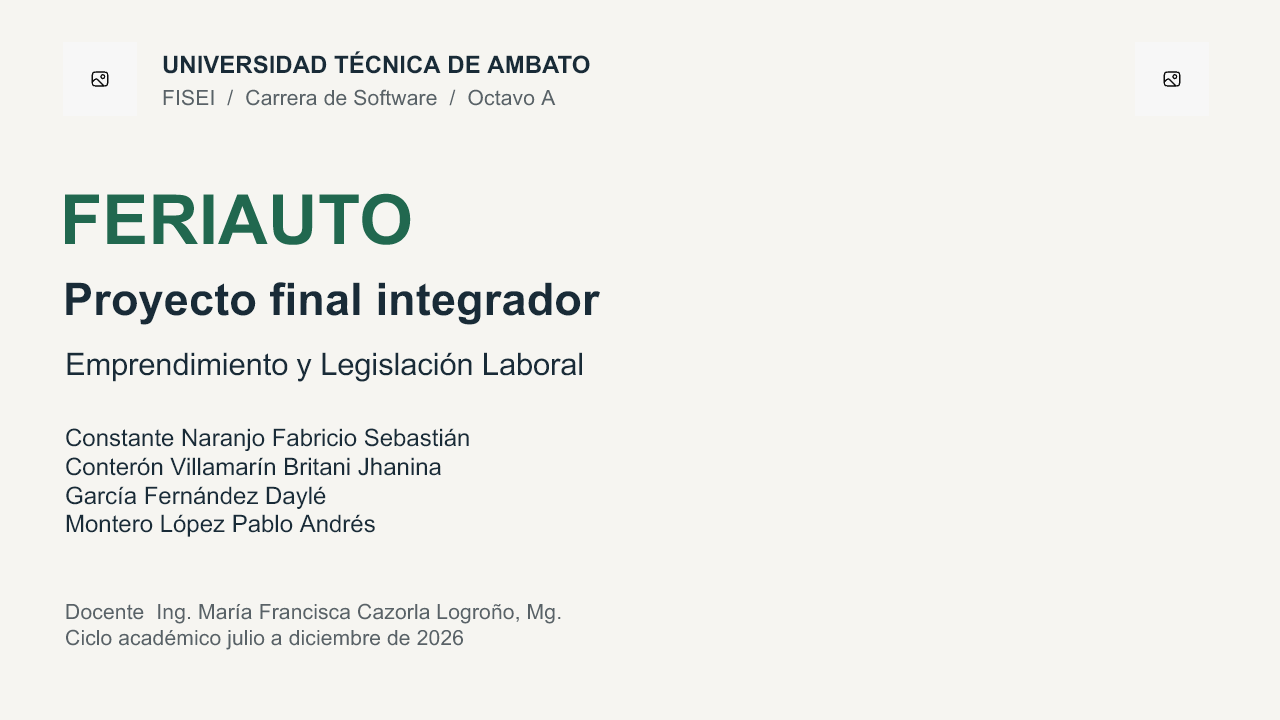 UNIVERSIDAD TÉCNICA DE AMBATO
FISEI / Carrera de Software / Octavo A
FERIAUTO
Proyecto final integrador
Emprendimiento y Legislación Laboral
Constante Naranjo Fabricio Sebastián
Conterón Villamarín Britani Jhanina
García Fernández Daylé
Montero López Pablo Andrés
Docente  Ing. María Francisca Cazorla Logroño, Mg.
Ciclo académico julio a diciembre de 2026